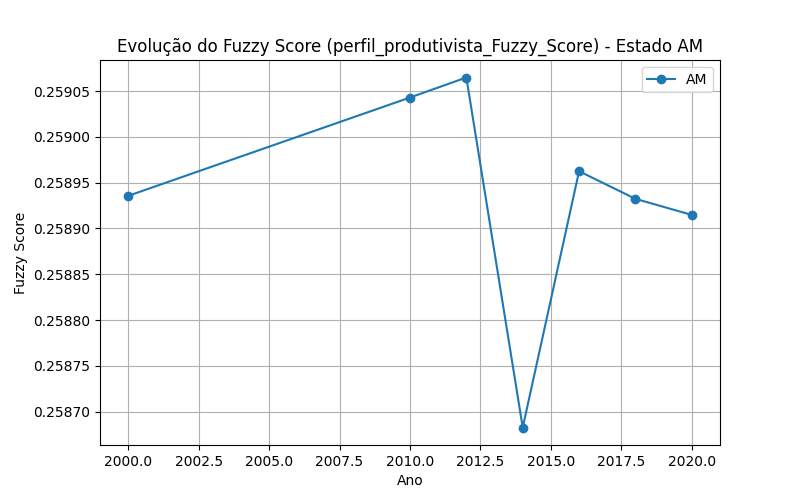 Evolução do Fuzzy Score (perfil_produtivista_Fuzzy_Score) - Estado AM
AM
Fuzzy Score
0.25905
0.25900
0.25895
0.25890
0.25885
0.25880
0.25875
0.25870
2000.0 2002.5 2005.0 2007.5 2010.0 2012.5 2015.0 2017.5 2020.0
Ano